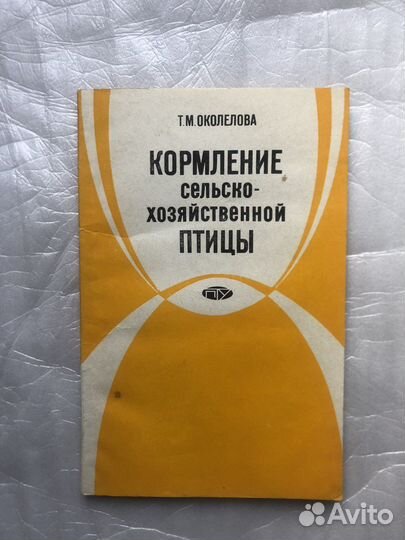 Т.М.ОКОЛЕЛОВА
КОРМЛЕНИЕ
СЕЛЬСКО-
ХОЗЯЙСТВЕННОЙ
ПТИЦЫ
ПТУ
Avito